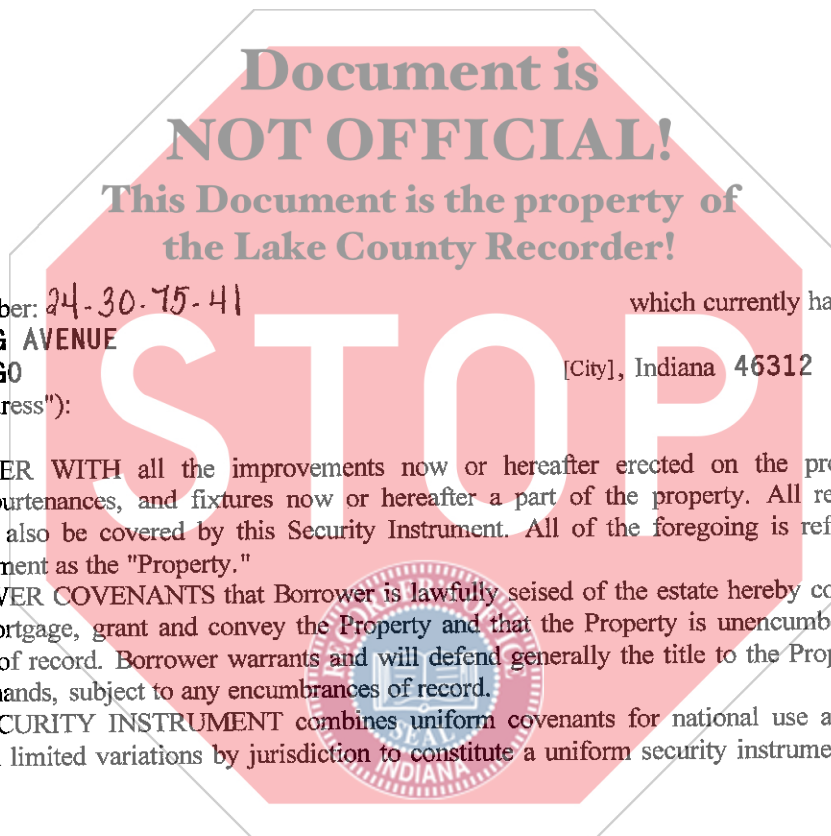 Document is
NOT OFFICIAL!
This Document is the property of
the Lake County Recorder!
ber: 24-30-75-41 which currently ha
G AVENUE
GO [City], Indiana 46312
ress"):
STOP
ER WITH all the improvements now or hereafter erected on the pro
urtenances, and fixtures now or hereafter a part of the property. All re
also be covered by this Security Instrument. All of the foregoing is ref
ment as the "Property."
VER COVENANTS that Borrower is lawfully seised of the estate hereby co
ortgage, grant and convey the Property and that the Property is unencumb
of record. Borrower warrants and will defend generally the title to the Prop
ands, subject to any encumbrances of record.
CURITY INSTRUMENT combines uniform covenants for national use a
limited variations by jurisdiction to constitute a uniform security instrume
RECORDER'S OFFICE
SEAL
INDIANA